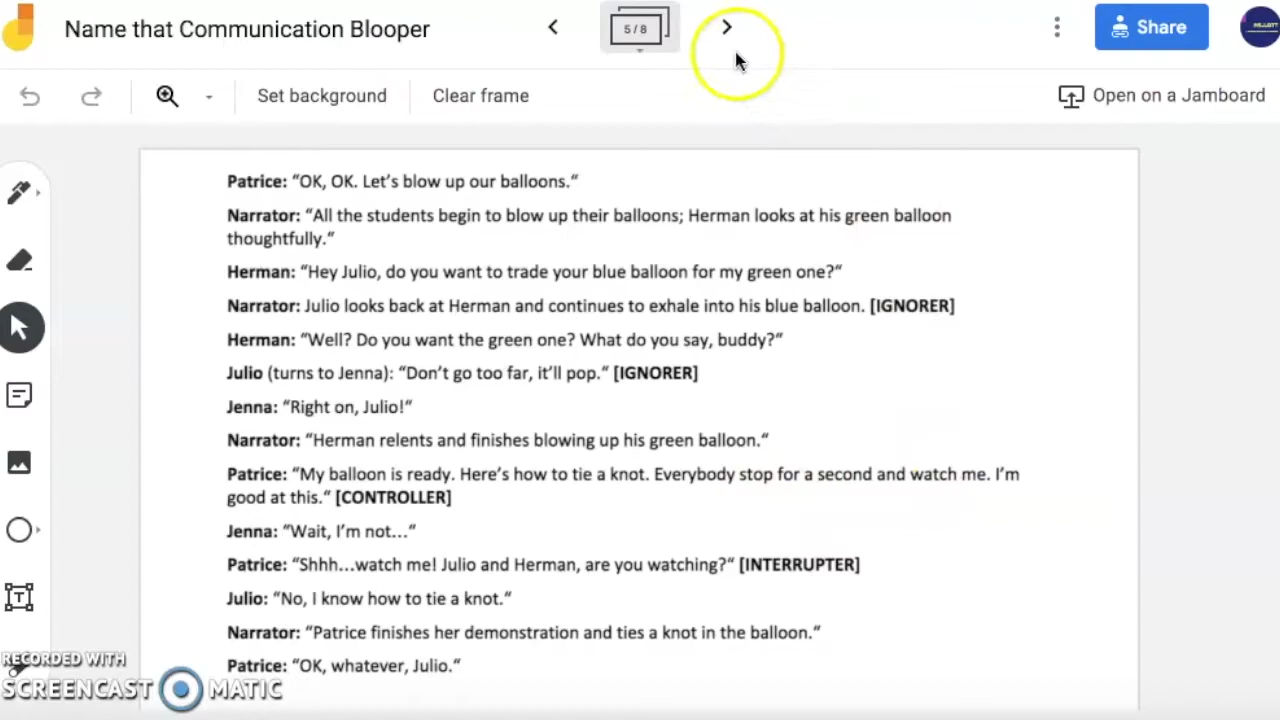 Name that Communication Blooper
5 / 8
Share
Set background
Clear frame
Open on a Jamboard
Patrice: “OK, OK. Let’s blow up our balloons.“
Narrator: “All the students begin to blow up their balloons; Herman looks at his green balloon
thoughtfully.“
Herman: “Hey Julio, do you want to trade your blue balloon for my green one?“
Narrator: Julio looks back at Herman and continues to exhale into his blue balloon. [IGNORER]
Herman: “Well? Do you want the green one? What do you say, buddy?“
Julio (turns to Jenna): “Don’t go too far, it’ll pop.“ [IGNORER]
Jenna: “Right on, Julio!“
Narrator: “Herman relents and finishes blowing up his green balloon.“
Patrice: “My balloon is ready. Here’s how to tie a knot. Everybody stop for a second and watch me. I’m
good at this.“ [CONTROLLER]
Jenna: “Wait, I’m not...“
Patrice: “Shhh...watch me! Julio and Herman, are you watching?“ [INTERRUPTER]
Julio: “No, I know how to tie a knot.“
Narrator: “Patrice finishes her demonstration and ties a knot in the balloon.“
Patrice: “OK, whatever, Julio.“
RECORDED WITH
SCREENCAST MATIC